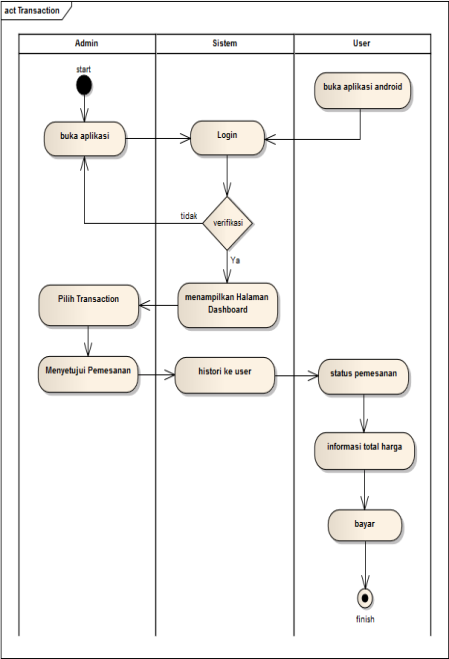 act Transaction
Admin
Sistem
User
start
buka aplikasi android
buka aplikasi
Login
tidak
verifikasi
Ya
Pilih Transaction
menampilkan Halaman
Dashboard
Menyetujui Pemesanan
histori ke user
status pemesanan
informasi total harga
bayar
finish